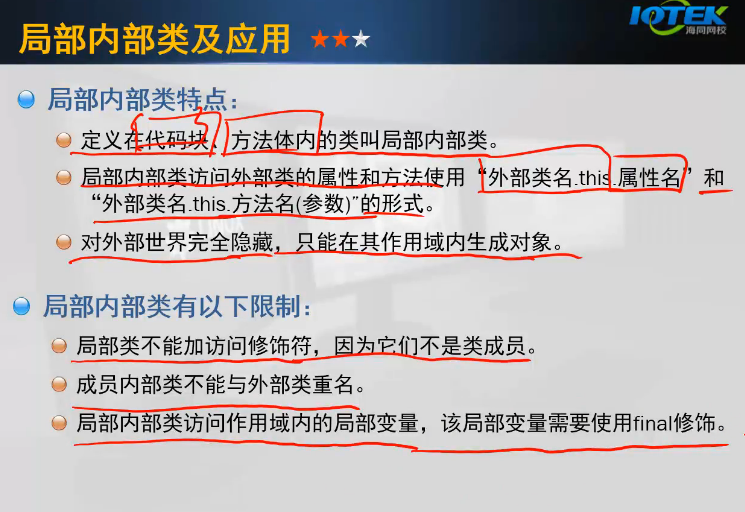 局部内部类及应用
IOTEK
海同网校
局部内部类特点:
定义在代码块、方法体内的类叫局部内部类。
局部内部类访问外部类的属性和方法使用“外部类名.this.属性名”和
“外部类名.this.方法名(参数)”的形式。
对外部世界完全隐藏，只能在其作用域内生成对象。
局部内部类有以下限制:
局部类不能加访问修饰符，因为它们不是类成员。
成员内部类不能与外部类重名。
局部内部类访问作用域内的局部变量，该局部变量需要使用final修饰。